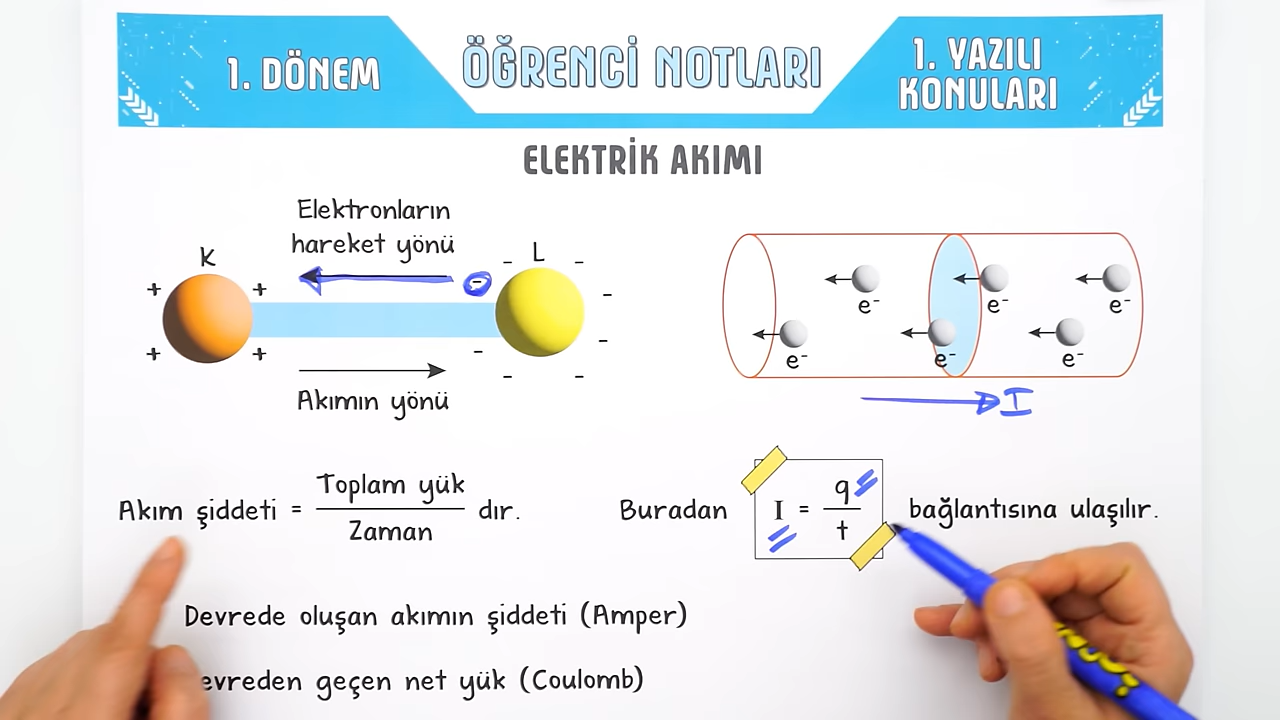 1. DÖNEM
ÖĞRENCİ NOTLARI
1. YAZILI
KONULARI
ELEKTRİK AKIMI
Elektronların
hareket yönü
K
L
+ + + +
- - - - - - - -
Akımın yönü
e⁻ e⁻ e⁻
e⁻ e⁻ e⁻
I
Akım şiddeti = Toplam yük / Zaman dır.
Buradan I = q / t bağlantısına ulaşılır.
Devrede oluşan akımın şiddeti (Amper)
geçen net yük (Coulomb)